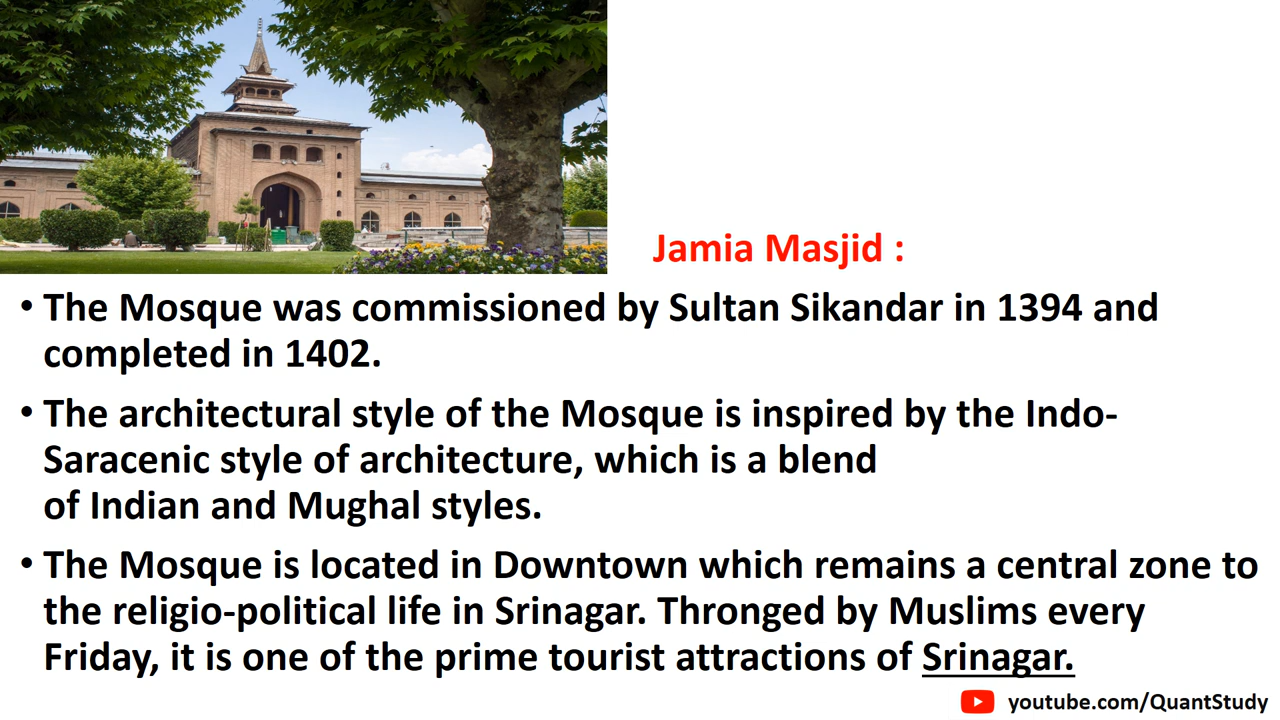 Jamia Masjid :
• The Mosque was commissioned by Sultan Sikandar in 1394 and
completed in 1402.
• The architectural style of the Mosque is inspired by the Indo-
Saracenic style of architecture, which is a blend
of Indian and Mughal styles.
• The Mosque is located in Downtown which remains a central zone to
the religio-political life in Srinagar. Thronged by Muslims every
Friday, it is one of the prime tourist attractions of Srinagar.
youtube.com/QuantStudy